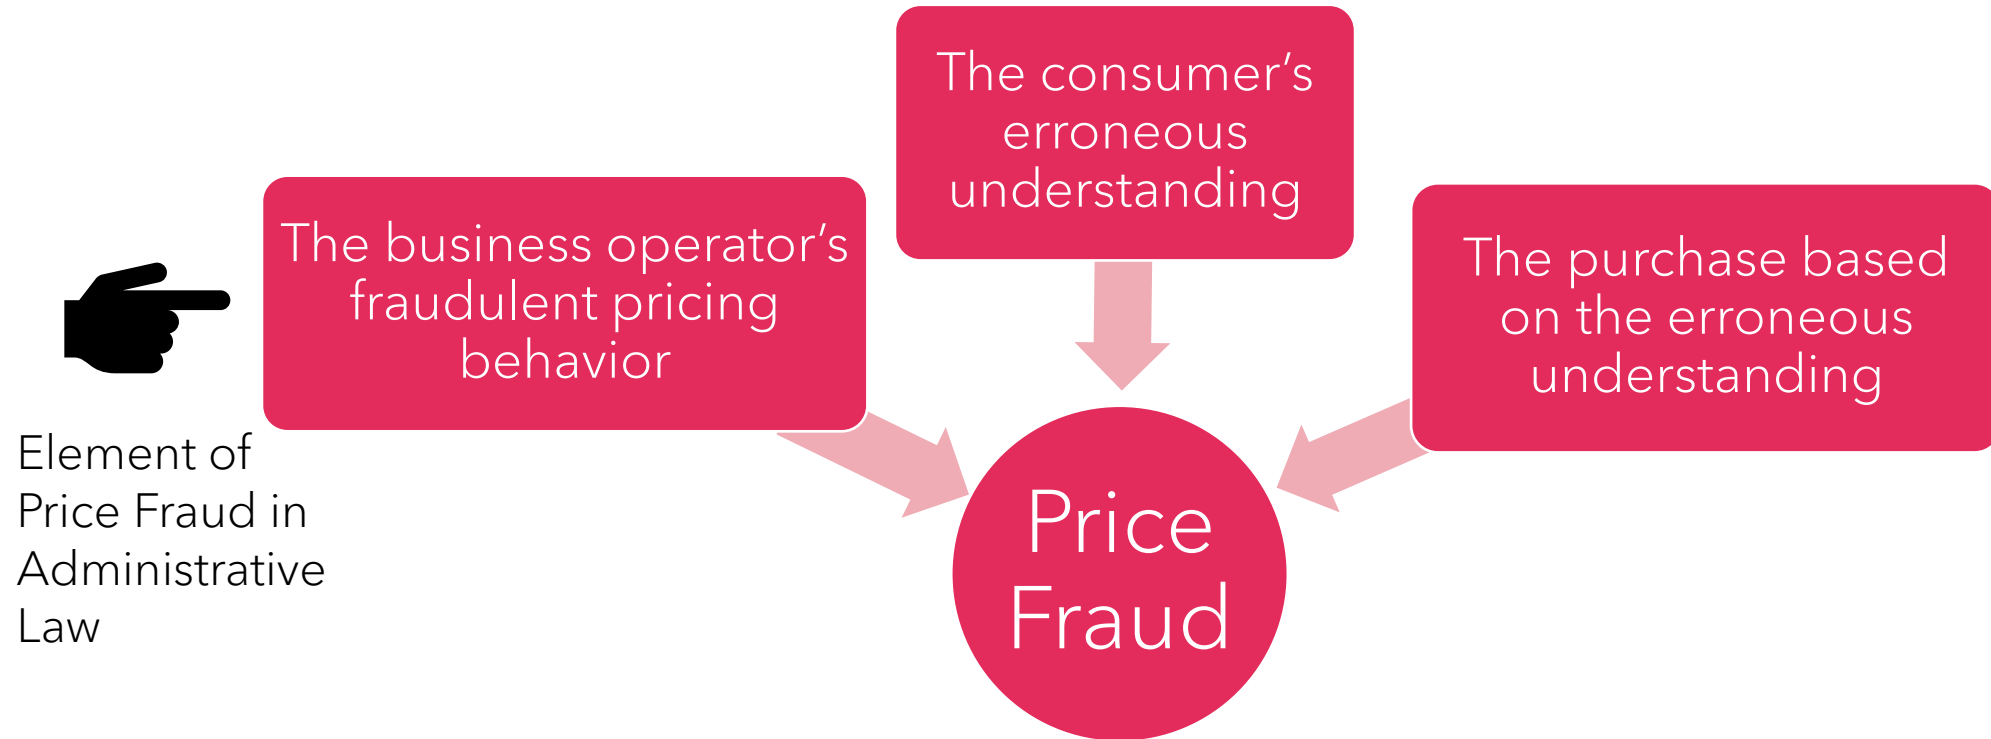 The consumer’s
erroneous
understanding
The business operator’s
fraudulent pricing
behavior
The purchase based
on the erroneous
understanding
Element of
Price Fraud in
Administrative
Law
Price
Fraud